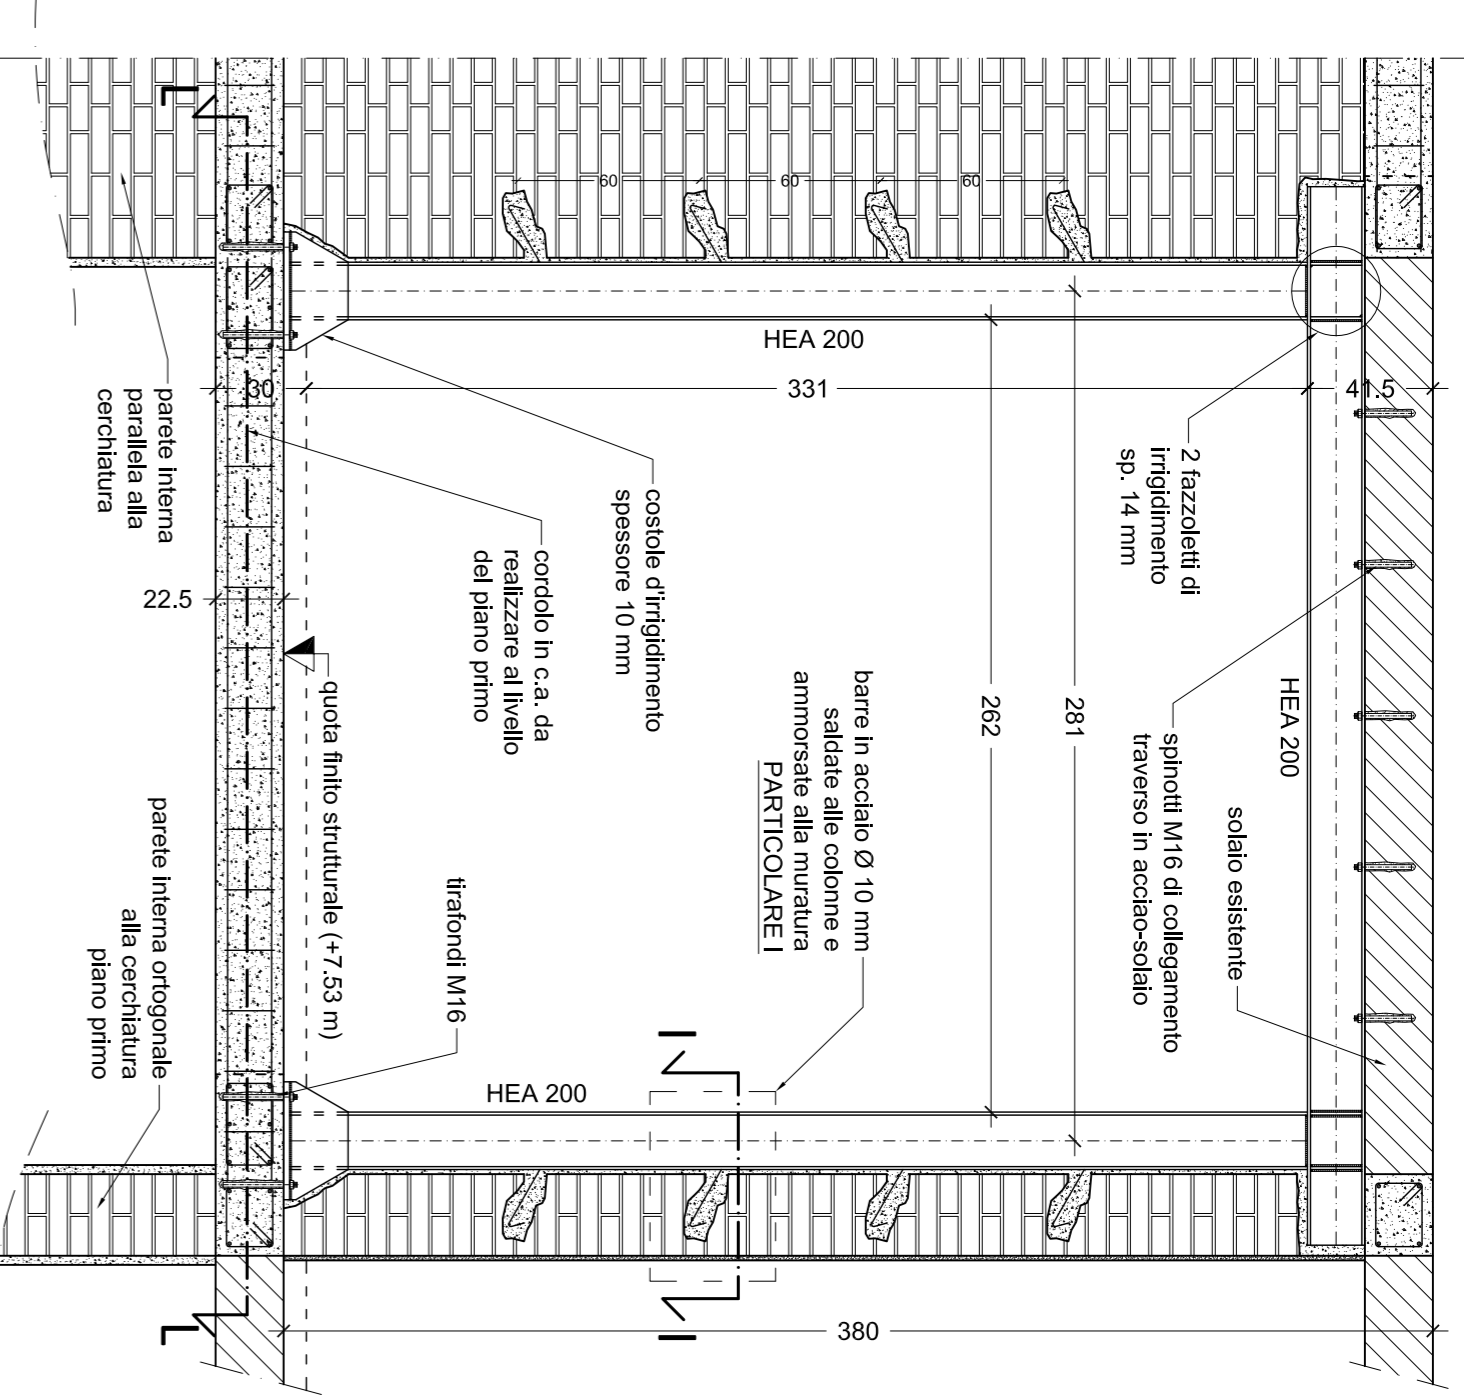 60
60
60
HEA 200
30
331
41.5
2 fazzoletti di
irrigidimento
sp. 14 mm
costole d'irrigidimento
spessore 10 mm
cordolo in c.a. da
realizzare al livello
del piano primo
parete interna
parallela alla
cerchiatura
22.5
quota finito strutturale (+7.53 m)
281
262
HEA 200
spinotti M16 di collegamento
traverso in acciao-solaio
solaio esistente
barre in acciaio Ø 10 mm
saldate alle colonne e
ammorsate alla muratura
PARTICOLARE I
tirafondi M16
parete interna ortogonale
alla cerchiatura
piano primo
HEA 200
380